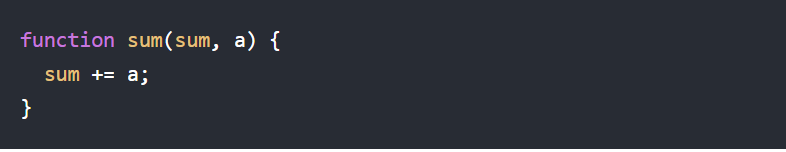 function sum(sum, a) {
  sum += a;
}